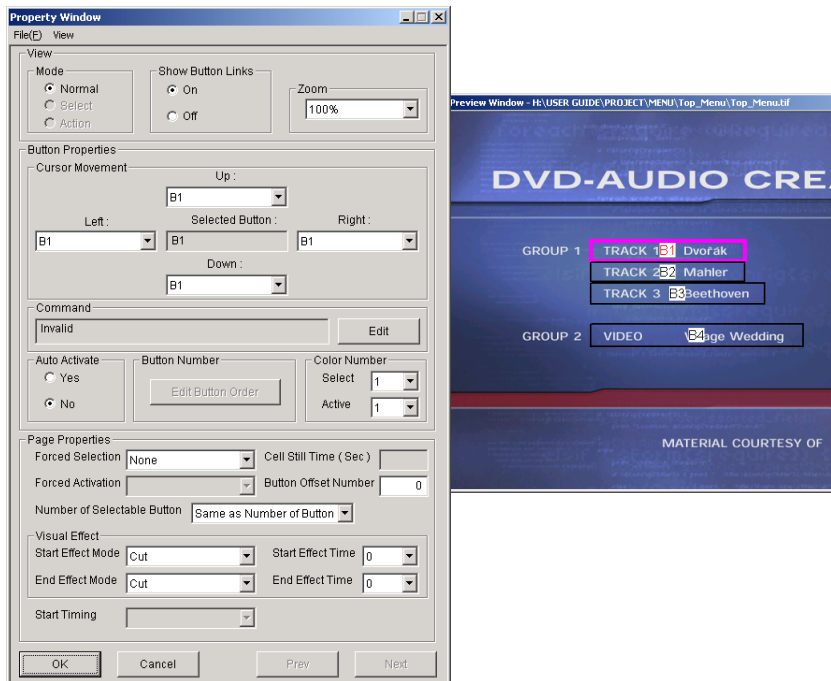 Property Window
File(F) View
View
Mode
Normal
Select
Action
Show Button Links
On
Off
Zoom
100%
Button Properties
Cursor Movement
Up :
B1
Left :
B1
Selected Button :
B1
Right :
B1
Down :
B1
Command
Invalid
Edit
Auto Activate
Yes
No
Button Number
Edit Button Order
Color Number
Select 1
Active 1
Page Properties
Forced Selection None
Cell Still Time ( Sec )
Forced Activation
Button Offset Number 0
Number of Selectable Button Same as Number of Button
Visual Effect
Start Effect Mode Cut
Start Effect Time 0
End Effect Mode Cut
End Effect Time 0
Start Timing
OK Cancel Prev Next
Preview Window - H:\USER GUIDE\PROJECT\MENU\Top_Menu\Top_Menu.tif
DVD-AUDIO CREA
GROUP 1 TRACK 1 B1 Dvořák
TRACK 2 B2 Mahler
TRACK 3 B3 Beethoven
GROUP 2 VIDEO B4 age Wedding
MATERIAL COURTESY OF